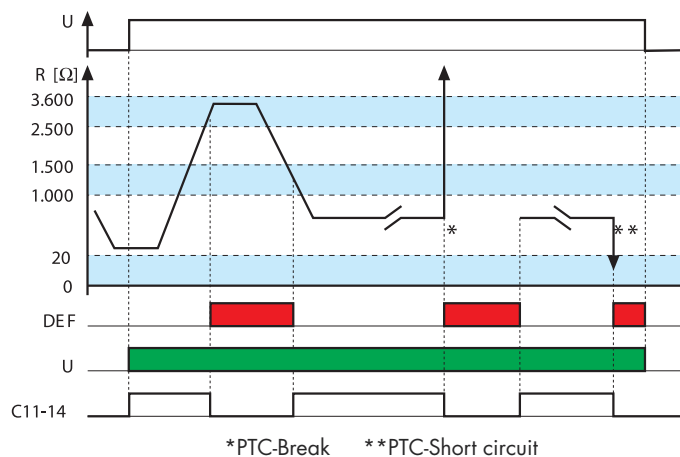 U
R [Ω]
3.600
2.500
1.500
1.000
*
**
20
0
DEF
U
C11-14
*PTC-Break **PTC-Short circuit